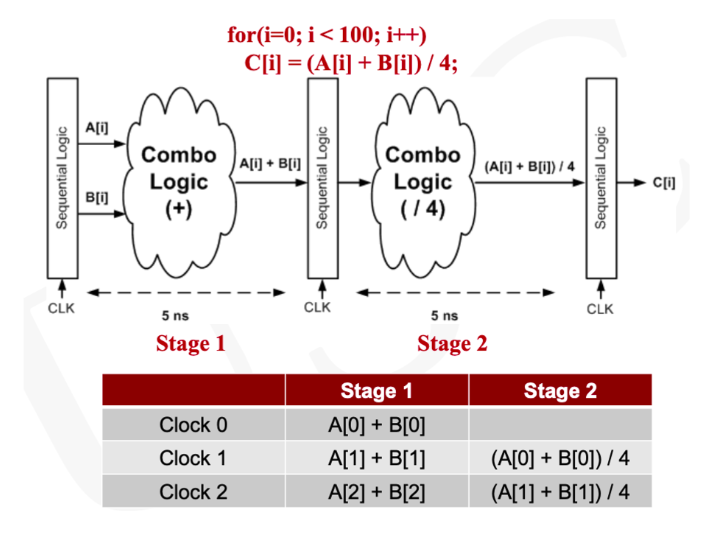 for(i=0; i < 100; i++)
C[i] = (A[i] + B[i]) / 4;
Sequential Logic
A[i]
B[i]
Combo
Logic
(+)
A[i] + B[i]
Sequential Logic
Combo
Logic
( / 4)
(A[i] + B[i]) / 4
Sequential Logic
C[i]
CLK
5 ns
CLK
5 ns
CLK
Stage 1
Stage 2
Stage 1 Stage 2
Clock 0 A[0] + B[0]
Clock 1 A[1] + B[1] (A[0] + B[0]) / 4
Clock 2 A[2] + B[2] (A[1] + B[1]) / 4